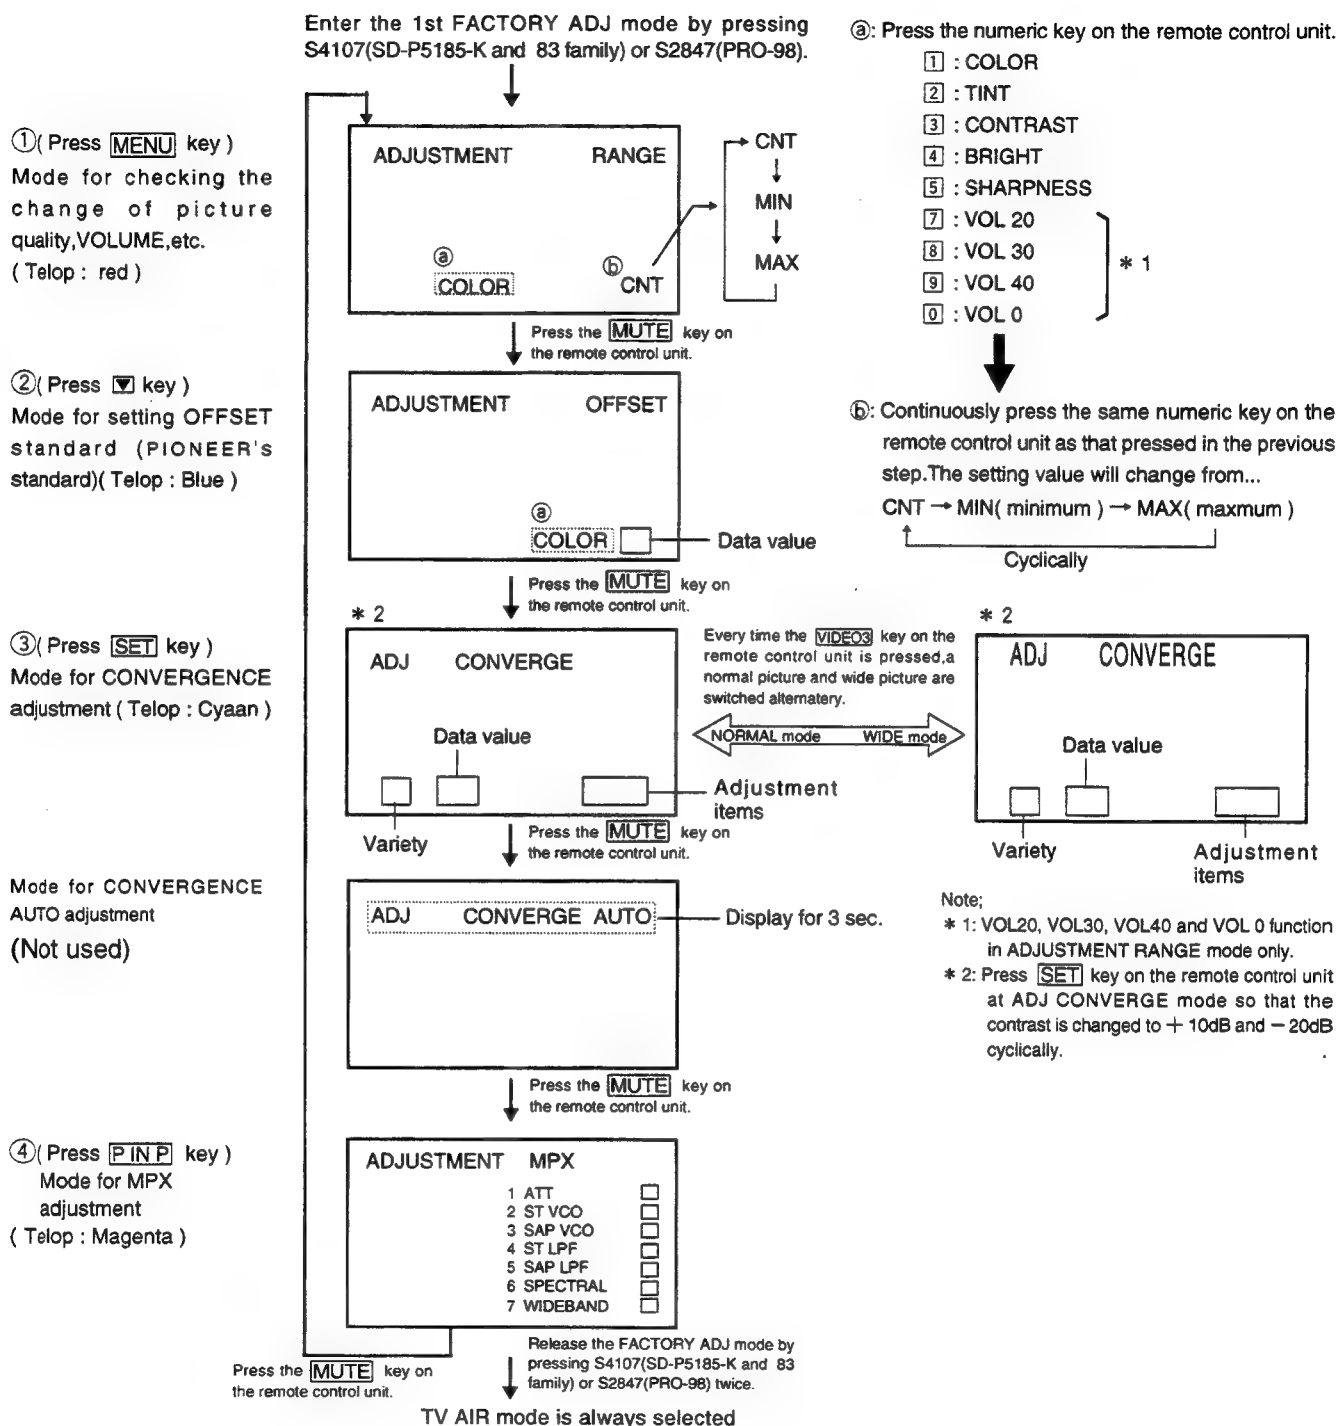 Enter the 1st FACTORY ADJ mode by pressing
S4107(SD-P5185-K and 83 family) or S2847(PRO-98).
①( Press MENU key )
Mode for checking the
change of picture
quality,VOLUME,etc.
( Telop : red )
ADJUSTMENT RANGE
ⓐ
COLOR
ⓑ
CNT
CNT
MIN
MAX
Press the MUTE key on
the remote control unit.
②( Press ▼ key )
Mode for setting OFFSET
standard (PIONEER's
standard)( Telop : Blue )
ADJUSTMENT OFFSET
ⓐ
COLOR
Data value
Press the MUTE key on
the remote control unit.
③( Press SET key )
Mode for CONVERGENCE
adjustment ( Telop : Cyaan )
* 2
ADJ CONVERGE
Data value
Variety
Adjustment
items
Press the MUTE key on
the remote control unit.
Every time the VIDEO3 key on the
remote control unit is pressed,a
normal picture and wide picture are
switched alternatery.
NORMAL mode WIDE mode
* 2
ADJ CONVERGE
Data value
Variety
Adjustment
items
Mode for CONVERGENCE
AUTO adjustment
(Not used)
ADJ CONVERGE AUTO
Display for 3 sec.
Press the MUTE key on
the remote control unit.
④( Press P IN P key )
Mode for MPX
adjustment
( Telop : Magenta )
ADJUSTMENT MPX
1 ATT
2 ST VCO
3 SAP VCO
4 ST LPF
5 SAP LPF
6 SPECTRAL
7 WIDEBAND
Press the MUTE key on
the remote control unit.
Release the FACTORY ADJ mode by
pressing S4107(SD-P5185-K and 83
family) or S2847(PRO-98) twice.
TV AIR mode is always selected
ⓐ: Press the numeric key on the remote control unit.
1 : COLOR
2 : TINT
3 : CONTRAST
4 : BRIGHT
5 : SHARPNESS
7 : VOL 20
8 : VOL 30
9 : VOL 40
0 : VOL 0
* 1
ⓑ: Continuously press the same numeric key on the
remote control unit as that pressed in the previous
step.The setting value will change from...
CNT → MIN( minimum ) → MAX( maxmum )
Cyclically
Note;
* 1: VOL20, VOL30, VOL40 and VOL 0 function
in ADJUSTMENT RANGE mode only.
* 2: Press SET key on the remote control unit
at ADJ CONVERGE mode so that the
contrast is changed to + 10dB and − 20dB
cyclically.